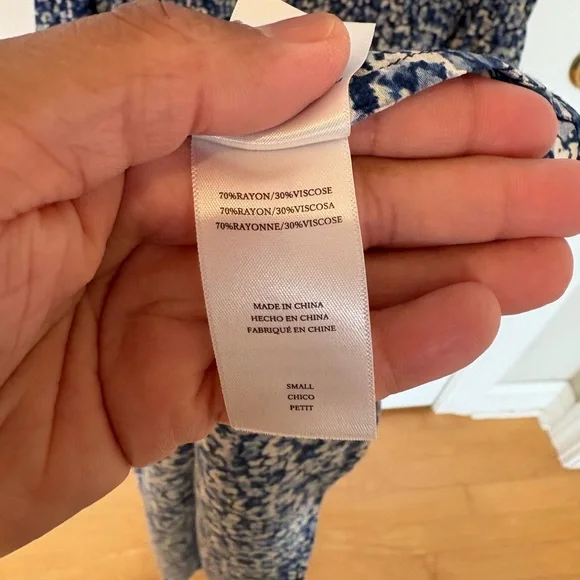 70%RAYON/30%VISCOSE
70%RAYON/30%VISCOSA
70%RAYONNE/30%VISCOSE
MADE IN CHINA
HECHO EN CHINA
FABRIQUÉ EN CHINE
SMALL
CHICO
PETIT